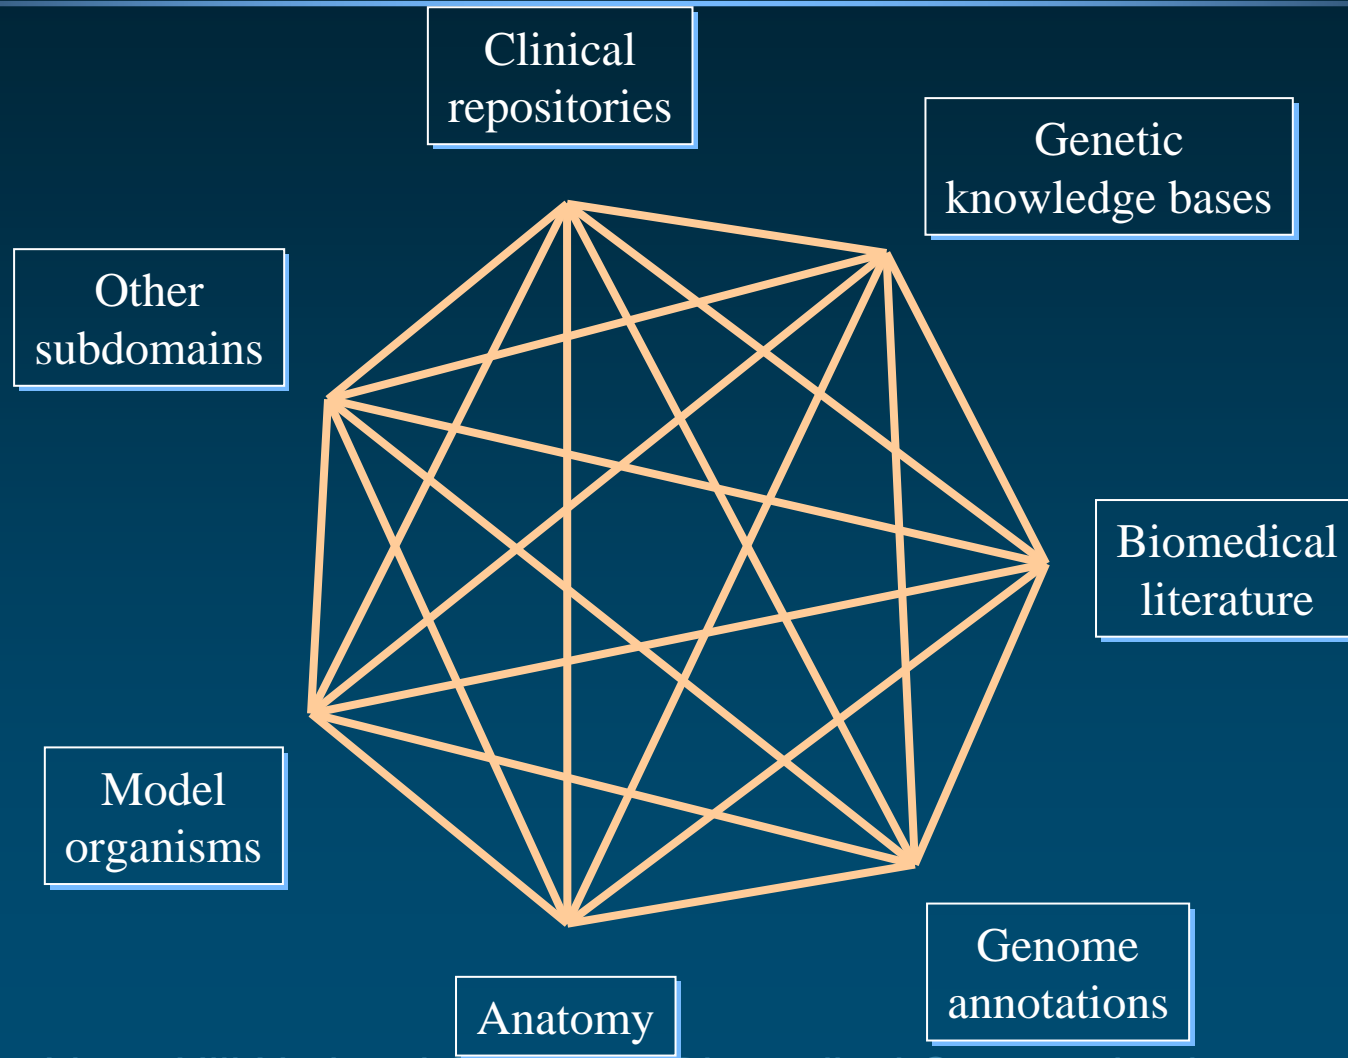 Clinical
repositories
Genetic
knowledge bases
Other
subdomains
Biomedical
literature
Model
organisms
Genome
annotations
Anatomy